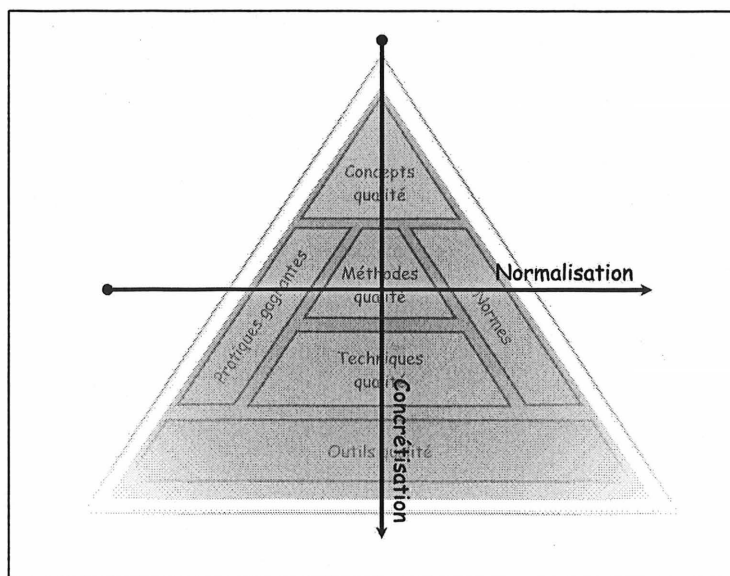 Concepts
qualité
Pratiques gagnantes
Méthodes
qualité
Normes
Normalisation
Techniques
qualité
Concrétisation
Outils qualité